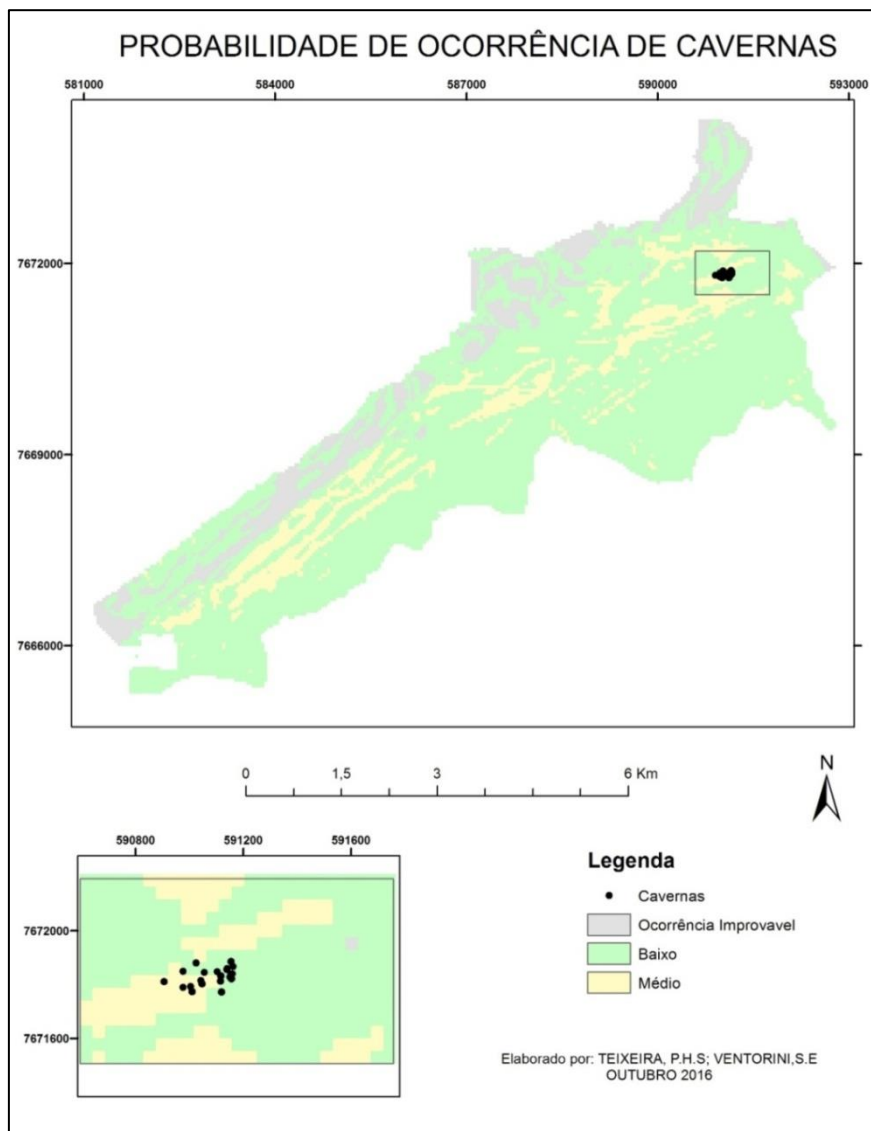 PROBABILIDADE DE OCORRÊNCIA DE CAVERNAS
581000 584000 587000 590000 593000
7672000
7669000
7666000
0 1,5 3 6 Km
N
590800 591200 591600
7672000
7671600
Legenda
Cavernas
Ocorrência Improvavel
Baixo
Médio
Elaborado por: TEIXEIRA, P.H.S; VENTORINI,S.E
OUTUBRO 2016